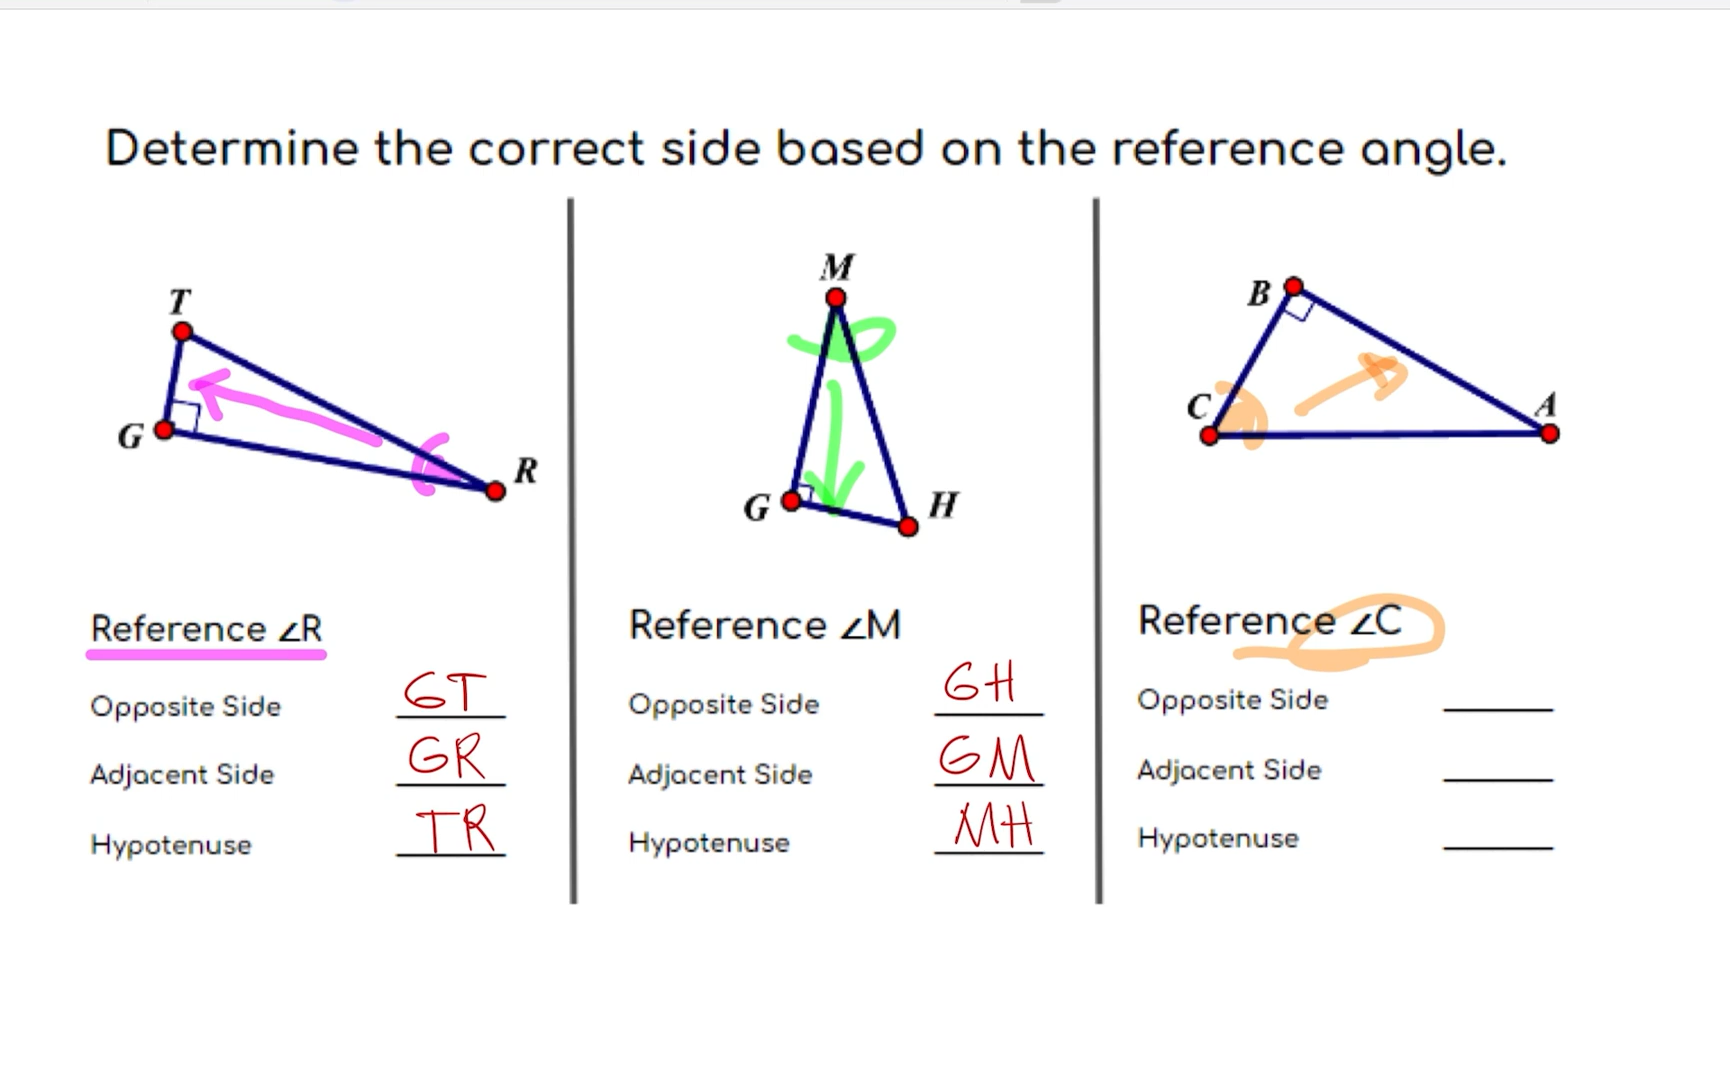 Determine the correct side based on the reference angle.
T
G
R
Reference ∠R
Opposite Side GT
Adjacent Side GR
Hypotenuse TR
M
G
H
Reference ∠M
Opposite Side GH
Adjacent Side GM
Hypotenuse MH
B
C
A
Reference ∠C
Opposite Side
Adjacent Side
Hypotenuse